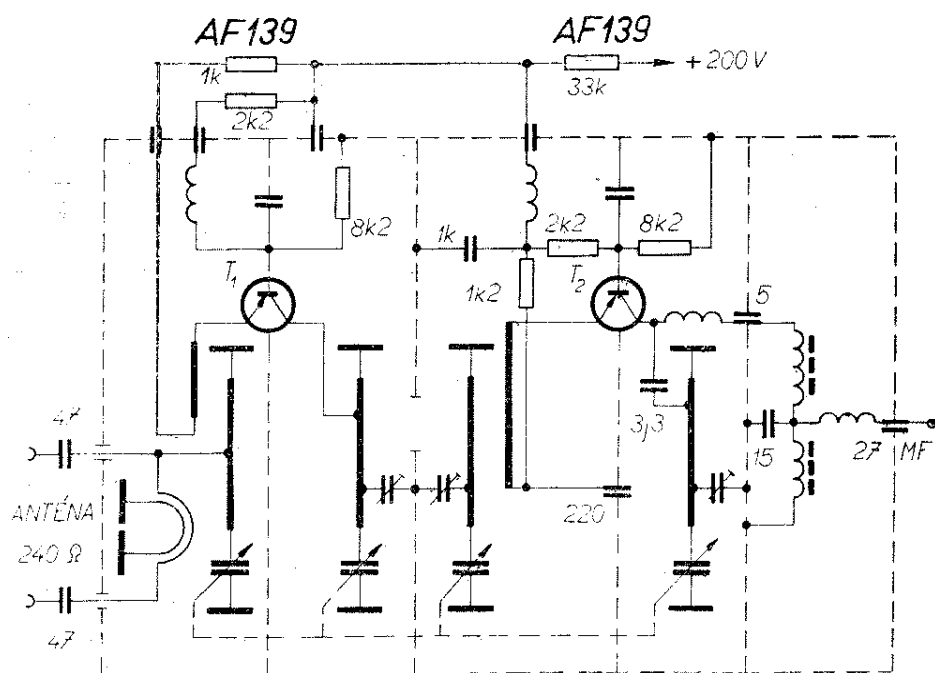 AF139
AF139
1k
33k
+200V
2k2
8k2
1k
2k2
8k2
T1
1k2
T2
5
47
3,3
15
27
MF
ANTÉNA
240 Ω
220
47